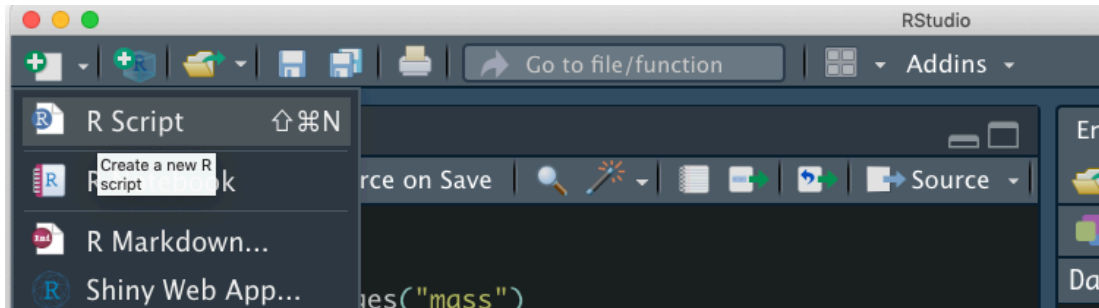 RStudio
Go to file/function
Addins
R Script ⇧⌘N
Create a new R
script
k
rce on Save
Source
R Markdown...
Shiny Web App...
ges("mass")
En
Da